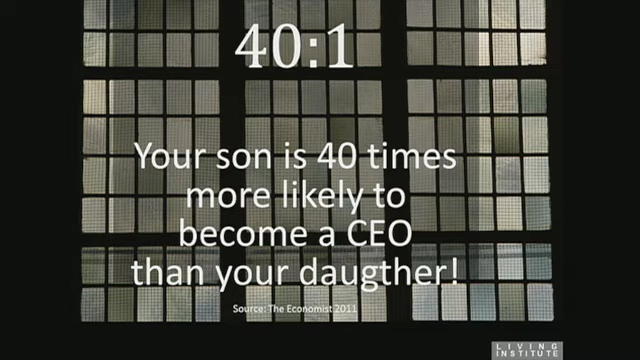 40:1
Your son is 40 times
more likely to
become a CEO
than your daugther!
Source: The Economist 2011
LIVING
INSTITUTE